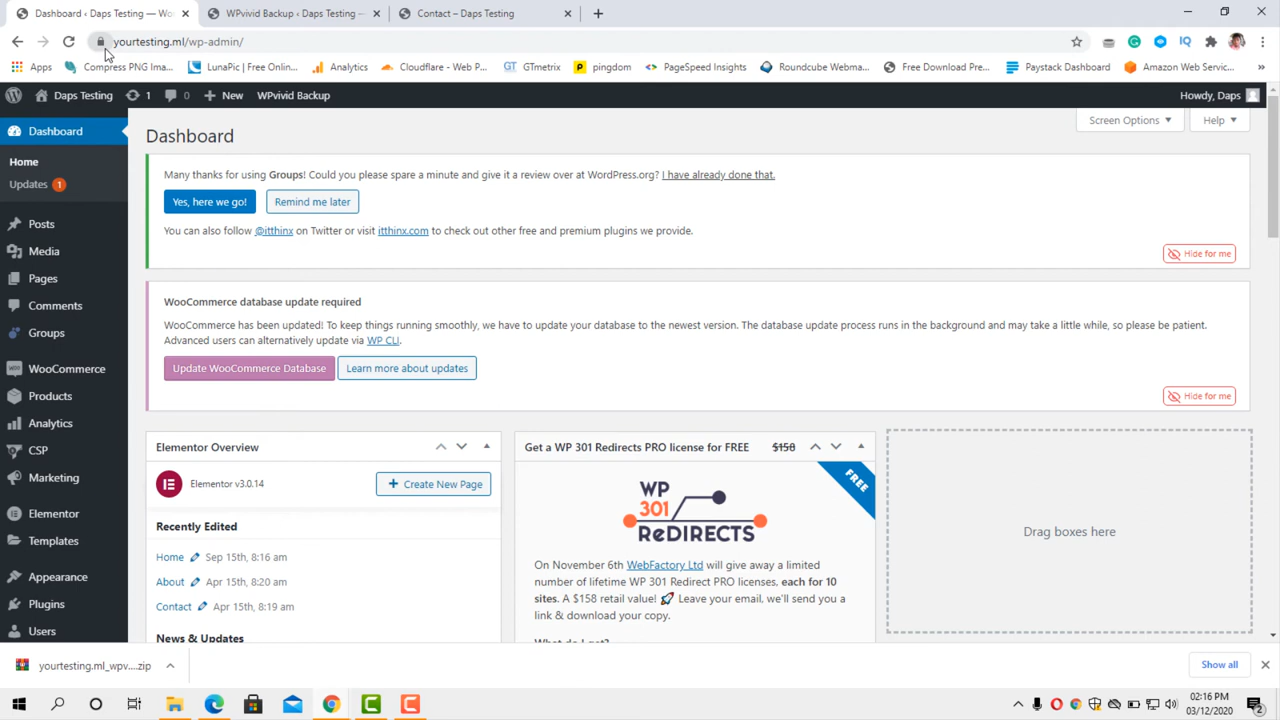 Dashboard ‹ Daps Testing — Wo
WPvivid Backup ‹ Daps Testing —
Contact – Daps Testing
yourtesting.ml/wp-admin/
Apps
Compress PNG Ima...
LunaPic | Free Onlin...
Analytics
Cloudflare - Web P...
GTmetrix
pingdom
PageSpeed Insights
Roundcube Webma...
Free Download Pre...
Paystack Dashboard
Amazon Web Servic...
Daps Testing
1
0
New
WPvivid Backup
Howdy, Daps
Dashboard
Home
Updates 1
Posts
Media
Pages
Comments
Groups
WooCommerce
Products
Analytics
CSP
Marketing
Elementor
Templates
Appearance
Plugins
Users
Dashboard
Screen Options
Help
Many thanks for using Groups! Could you please spare a minute and give it a review over at WordPress.org? I have already done that.
Yes, here we go!
Remind me later
You can also follow @itthinx on Twitter or visit itthinx.com to check out other free and premium plugins we provide.
Hide for me
WooCommerce database update required
WooCommerce has been updated! To keep things running smoothly, we have to update your database to the newest version. The database update process runs in the background and may take a little while, so please be patient.
Advanced users can alternatively update via WP CLI.
Update WooCommerce Database
Learn more about updates
Hide for me
Elementor Overview
Elementor v3.0.14
Create New Page
Recently Edited
Home Sep 15th, 8:16 am
About Apr 15th, 8:20 am
Contact Apr 15th, 8:19 am
News & Updates
Get a WP 301 Redirects PRO license for FREE $158
FREE
WP
301
ReDIRECTS
On November 6th WebFactory Ltd will give away a limited
number of lifetime WP 301 Redirect PRO licenses, each for 10
sites. A $158 retail value! 🚀 Leave your email, we'll send you a
link & download your copy.
What do I get?
Drag boxes here
yourtesting.ml_wpv....zip
Show all
02:16 PM
03/12/2020
2